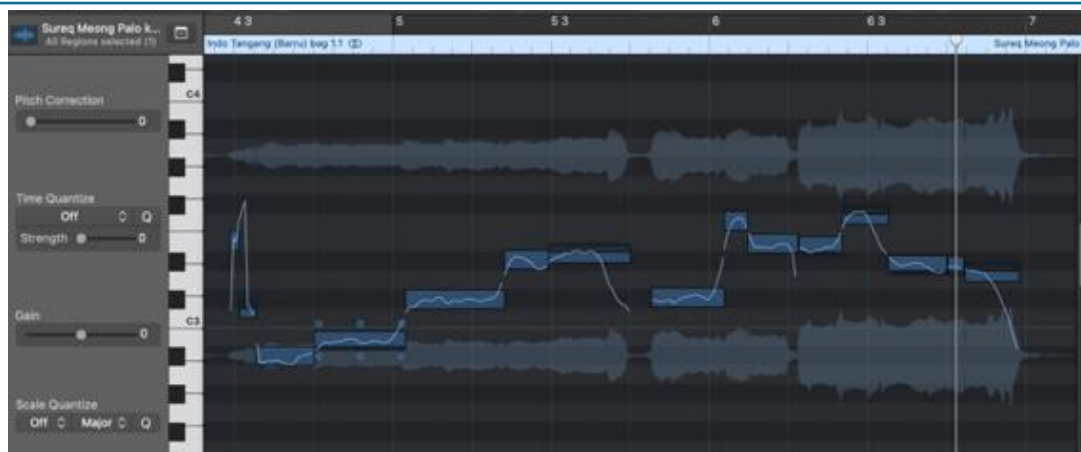 Sureq Meong Palo k...
All Regions selected (1)
4 3
5
5 3
6
6 3
7
Indo Tangang (Barru) bag 1.1
Sureq Meong Palo
Pitch Correction
0
C4
Time Quantize
Off
Q
Strength
0
Gain
0
C3
Scale Quantize
Off
Major
Q